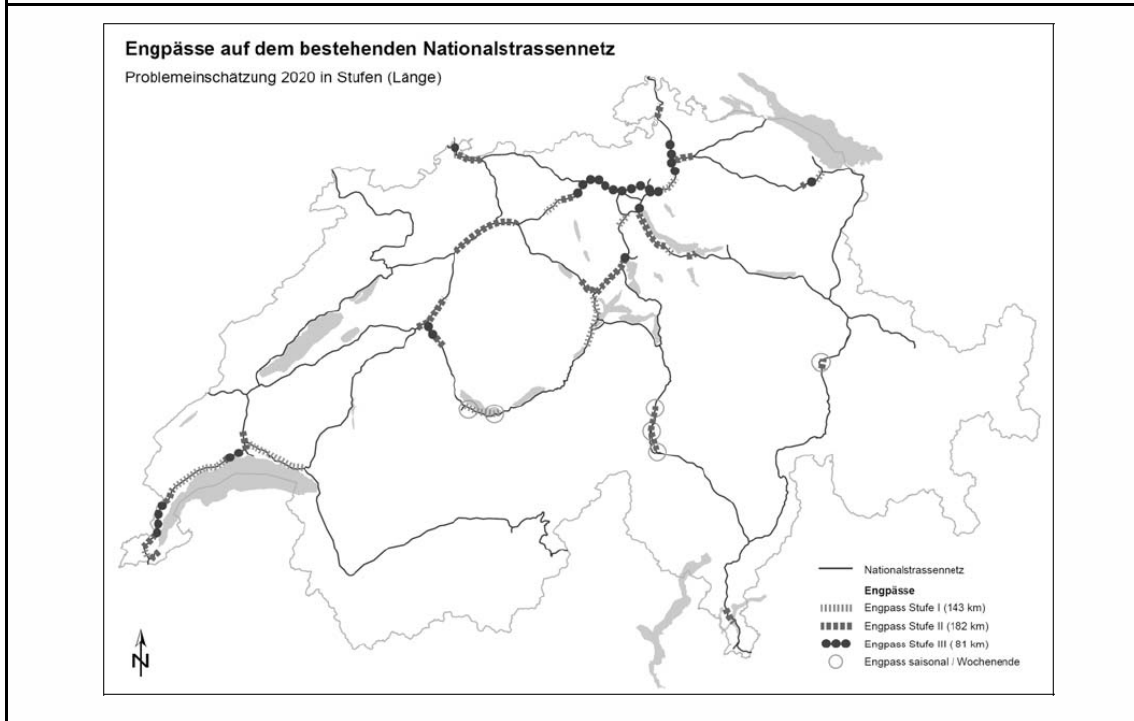 Engpässe auf dem bestehenden Nationalstrassennetz
Problemeinschätzung 2020 in Stufen (Länge)
Nationalstrassennetz
Engpässe
Engpass Stufe I (143 km)
Engpass Stufe II (182 km)
Engpass Stufe III (81 km)
Engpass saisonal / Wochenende
N